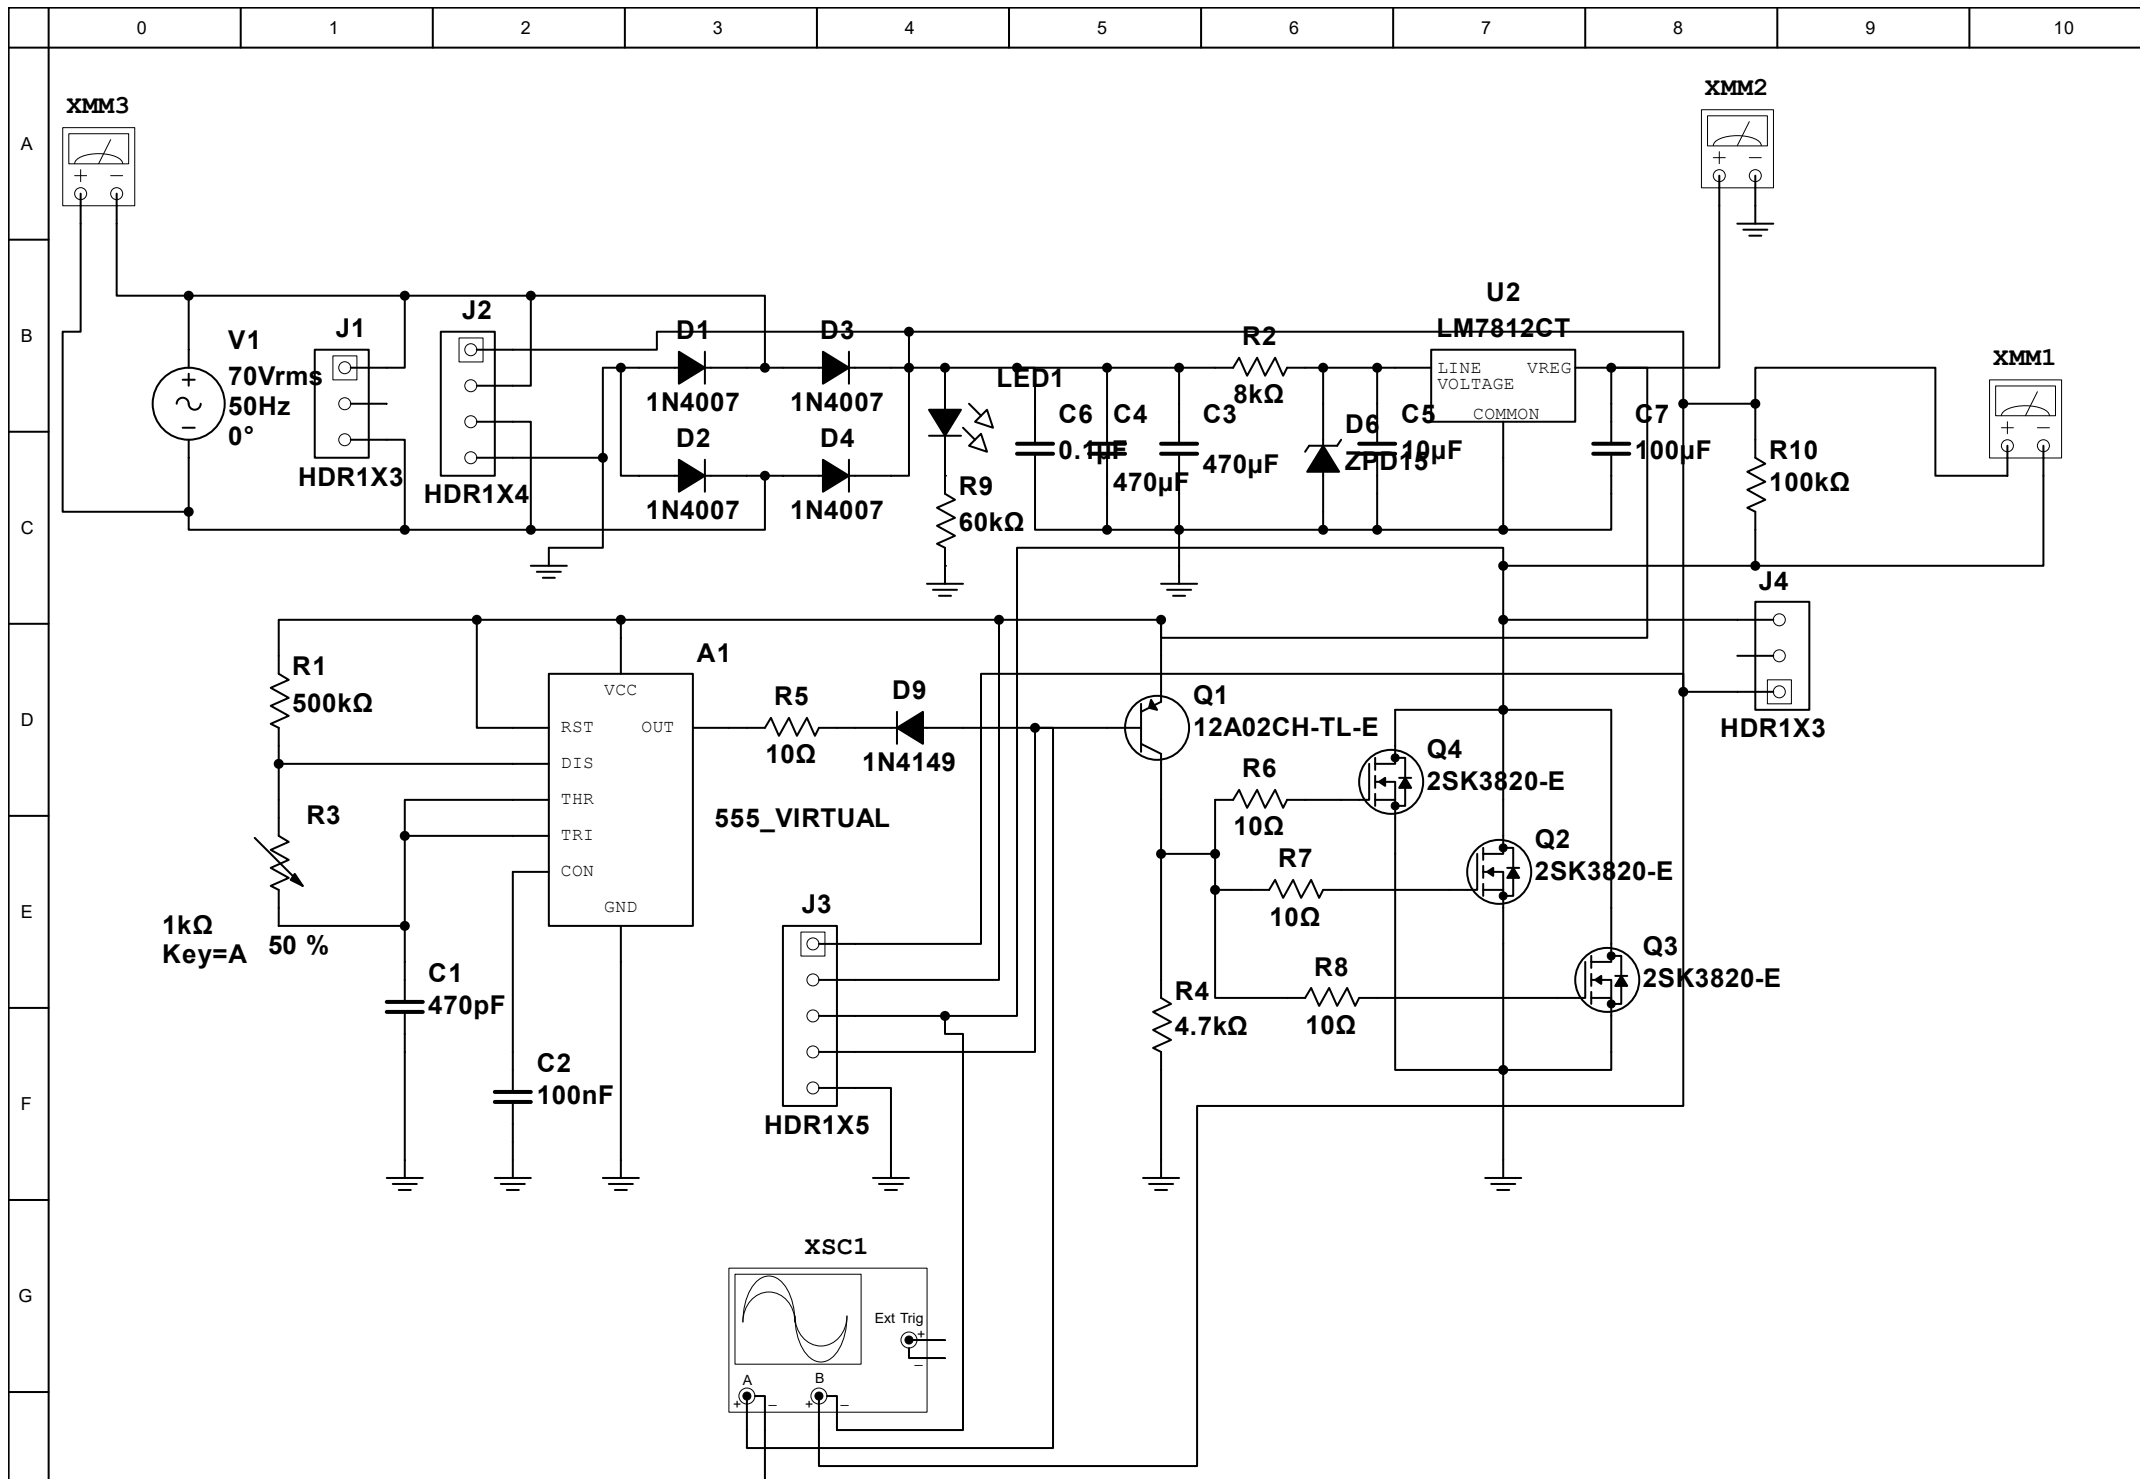 0 1 2 3 4 5 6 7 8 9 10
A
B
C
D
E
F
G
XMM3
+ −
XMM2
+ −
XMM1
+ −
V1
70Vrms
50Hz
0°
+
−
J1
HDR1X3
J2
HDR1X4
D1
1N4007
D3
1N4007
D2
1N4007
D4
1N4007
LED1
R9
60kΩ
C6
0.1µF
C4
470µF
C3
470µF
R2
8kΩ
D6
ZPD15
C5
10µF
U2
LM7812CT
LINE VREG
VOLTAGE
COMMON
C7
100µF
R10
100kΩ
J4
HDR1X3
R1
500kΩ
R3
1kΩ
Key=A
50 %
C1
470pF
C2
100nF
A1
VCC
RST OUT
DIS
THR
TRI
CON
GND
555_VIRTUAL
R5
10Ω
D9
1N4149
Q1
12A02CH-TL-E
R6
10Ω
R7
10Ω
R8
10Ω
R4
4.7kΩ
Q4
2SK3820-E
Q2
2SK3820-E
Q3
2SK3820-E
J3
HDR1X5
XSC1
Ext Trig
+
−
A B
+ − + −